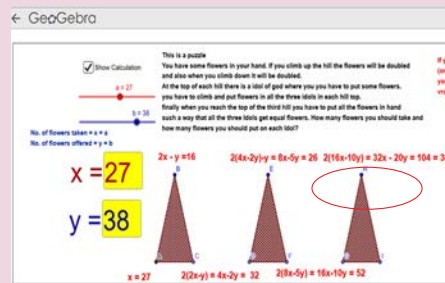 ← GeoGebra
This is a puzzle
You have some flowers in your hand. If you climb up the hill the flowers will be doubled
and also when you climb down it will be doubled.
At the top of each hill there is a idol of god where you you have to put some flowers.
you have to climb and put flowers in all the three idols in each hill top.
finally when you reach the top of the third hill you have to put all the flowers in hand
such a way that all the three Idols get equal flowers. How many flowers you should take and
how many flowers you should put on each Idol?
Show Calculation
a = 27
b = 38
No. of flowers taken = x = a
No. of flowers offered = y = b
x = 27
y = 38
2x - y =16
2(4x-2y)-y = 8x-5y = 26
2(16x-10y) = 32x - 20y = 104 = 3
B
E
H
C
F
I
x = 27
2(2x-y) = 4x-2y = 32
2(8x-5y) = 16x-10y = 52
If y